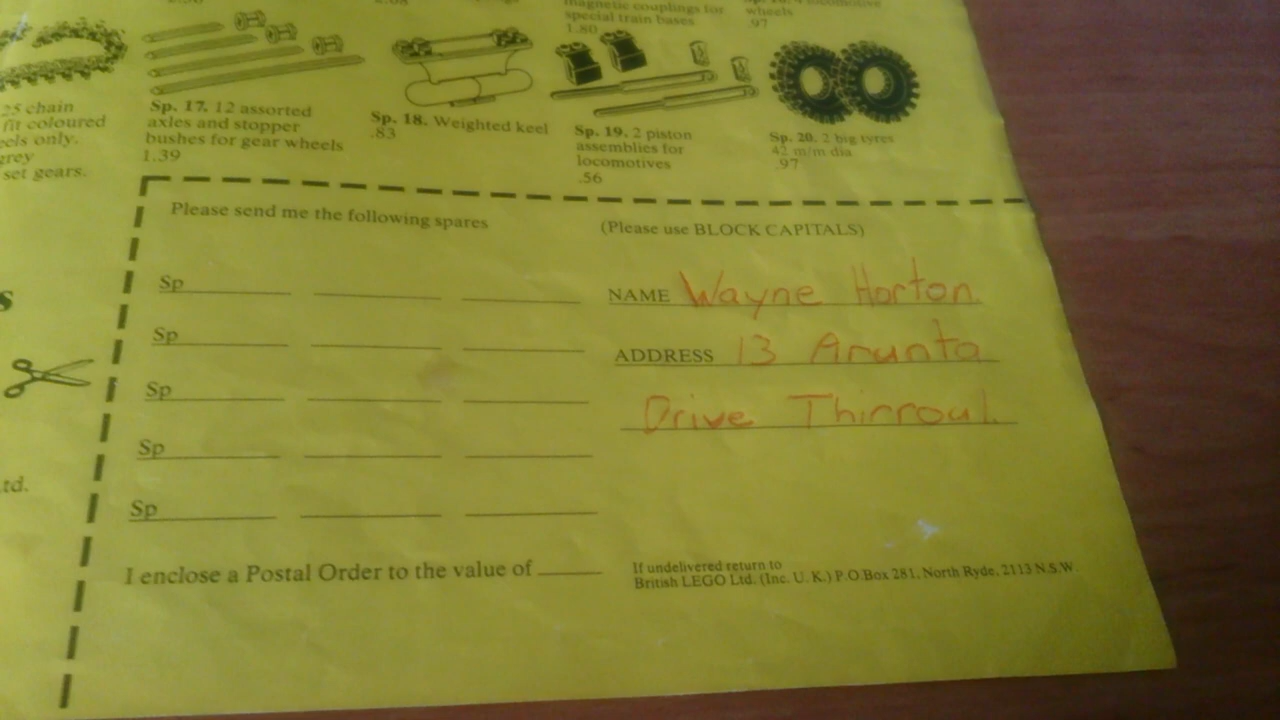 magnetic couplings for
special train bases
1.80
wheels
.97
25 chain
fit coloured
only.
grey
set gears.
Sp. 17. 12 assorted
axles and stopper
bushes for gear wheels
1.39
Sp. 18. Weighted keel
.83
Sp. 19. 2 piston
assemblies for
locomotives
.56
Sp. 20. 2 big tyres
42 m/m dia
.97
Please send me the following spares
(Please use BLOCK CAPITALS)
Sp
Sp
Sp
Sp
Sp
NAME Wayne Horton
ADDRESS 13 Arunta
Drive Thirroul.
I enclose a Postal Order to the value of
If undelivered return to
British LEGO Ltd. (Inc. U. K.) P.O.Box 281, North Ryde, 2113 N.S.W.